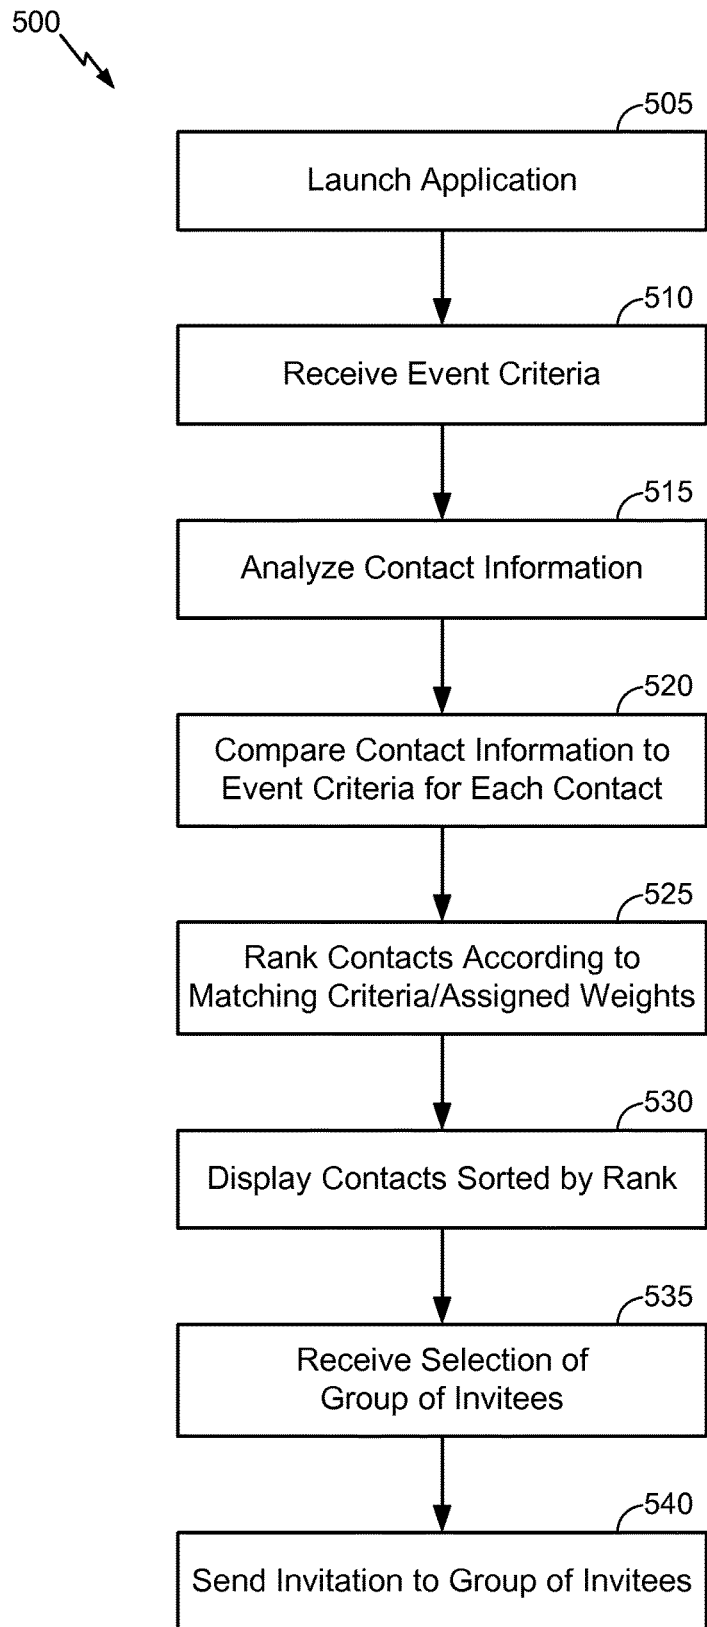 500
505
Launch Application
510
Receive Event Criteria
515
Analyze Contact Information
520
Compare Contact Information to
Event Criteria for Each Contact
525
Rank Contacts According to
Matching Criteria/Assigned Weights
530
Display Contacts Sorted by Rank
535
Receive Selection of
Group of Invitees
540
Send Invitation to Group of Invitees